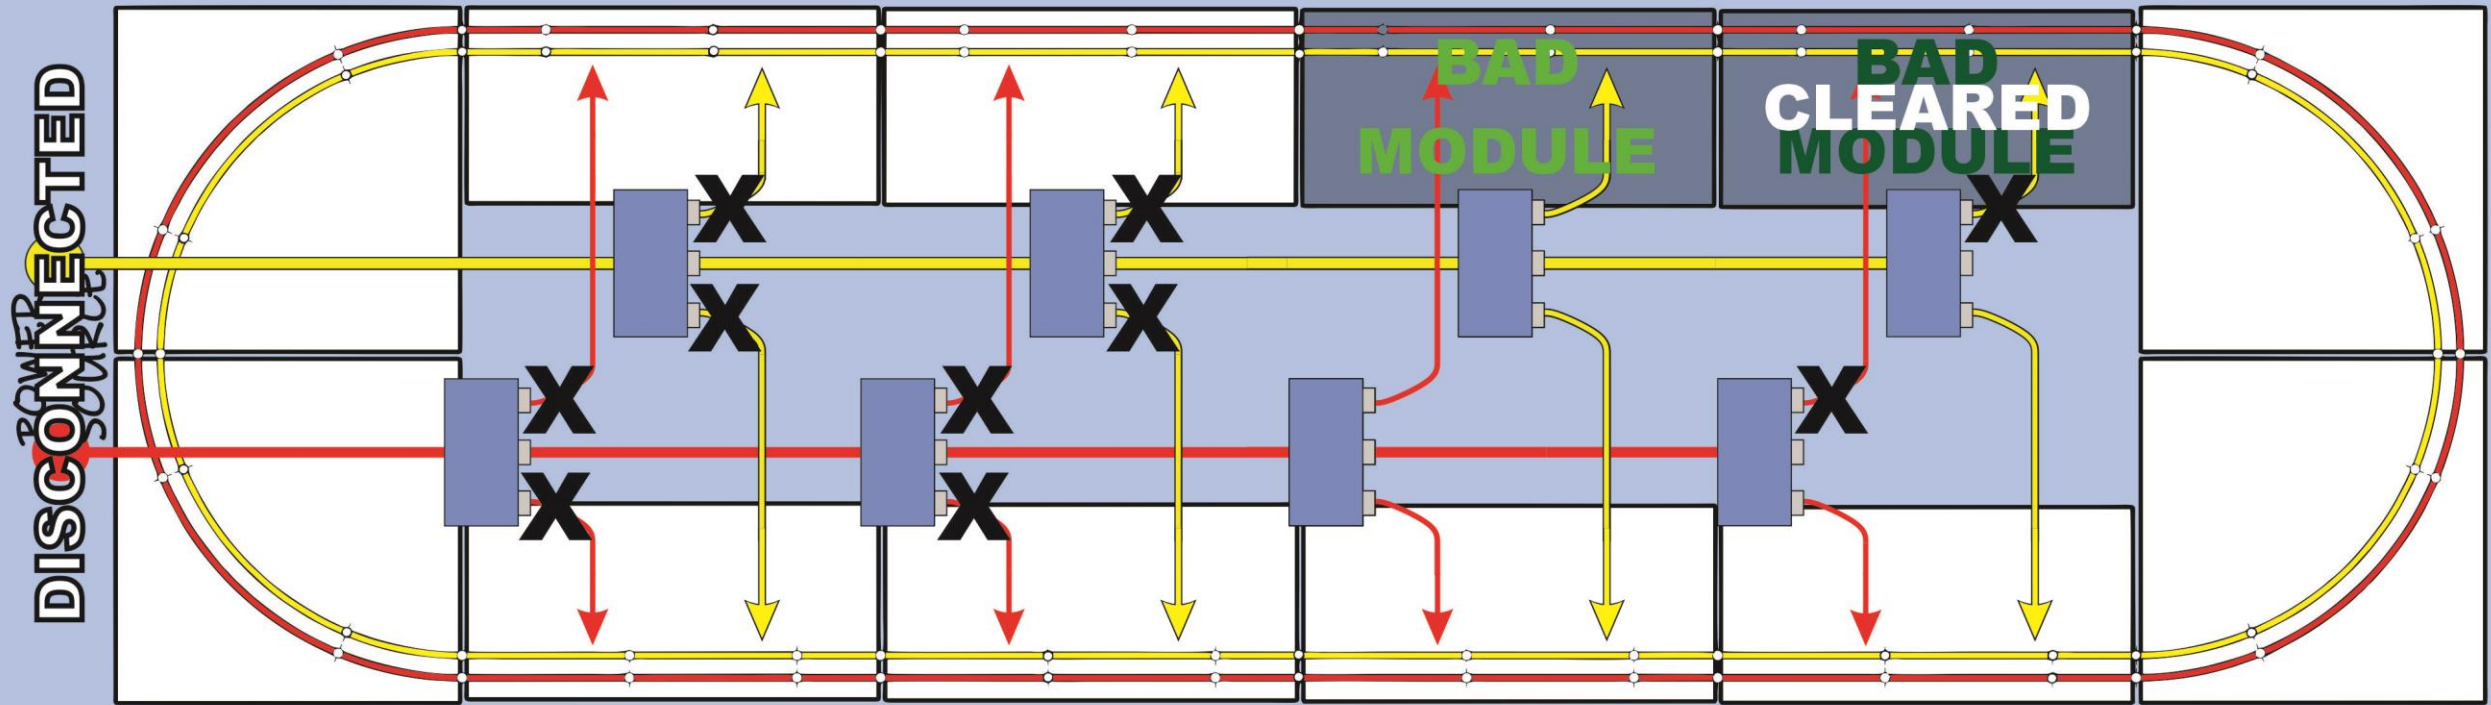 DISCONNECTED
POWER
SOURCE
BAD
MODULE
BAD
CLEARED
MODULE
X
X
X
X
X
X
X
X
X
X